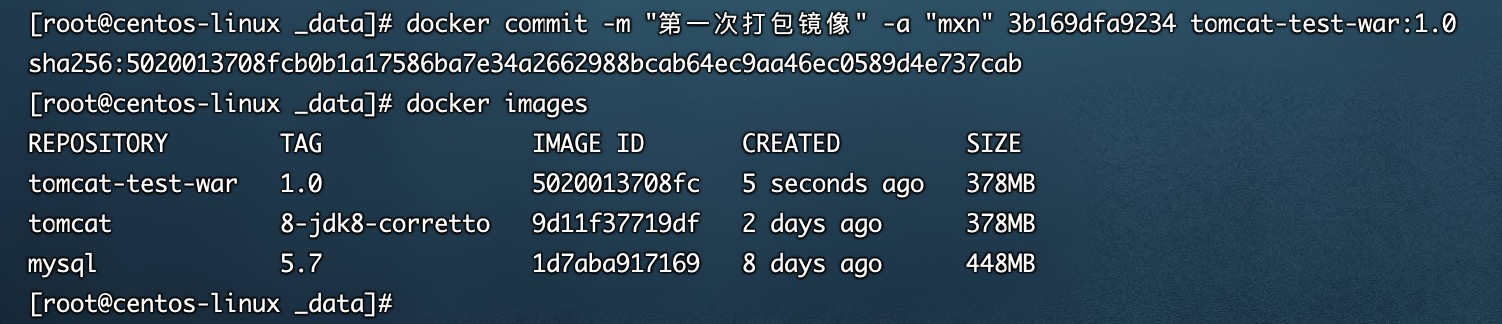 [root@centos-linux _data]# docker commit -m "第一次打包镜像" -a "mxn" 3b169dfa9234 tomcat-test-war:1.0
sha256:5020013708fcb0b1a17586ba7e34a2662988bcab64ec9aa46ec0589d4e737cab
[root@centos-linux _data]# docker images
REPOSITORY TAG IMAGE ID CREATED SIZE
tomcat-test-war 1.0 5020013708fc 5 seconds ago 378MB
tomcat 8-jdk8-corretto 9d11f37719df 2 days ago 378MB
mysql 5.7 1d7aba917169 8 days ago 448MB
[root@centos-linux _data]#